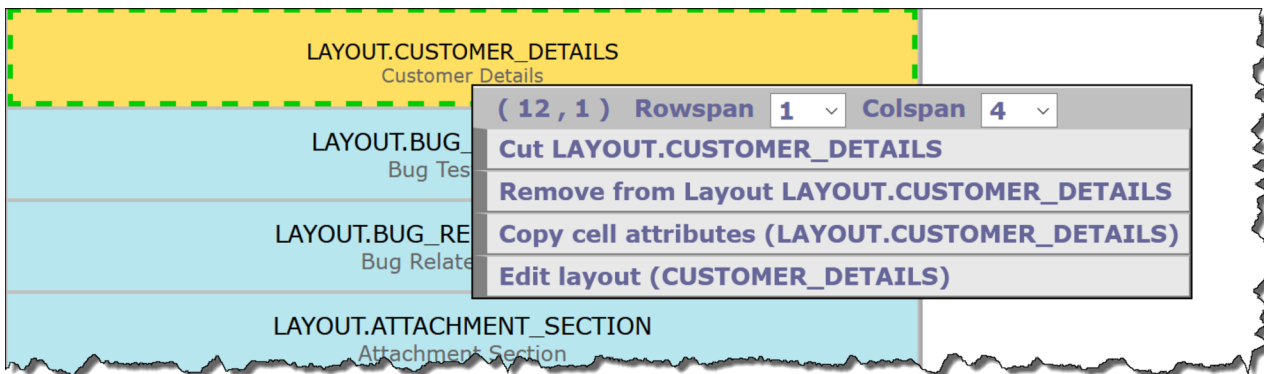 LAYOUT.CUSTOMER_DETAILS
Customer Details
( 12 , 1 ) Rowspan 1 Colspan 4
LAYOUT.BUG_
Bug Tes
Cut LAYOUT.CUSTOMER_DETAILS
Remove from Layout LAYOUT.CUSTOMER_DETAILS
LAYOUT.BUG_RE
Bug Relate
Copy cell attributes (LAYOUT.CUSTOMER_DETAILS)
Edit layout (CUSTOMER_DETAILS)
LAYOUT.ATTACHMENT_SECTION
Attachment Section